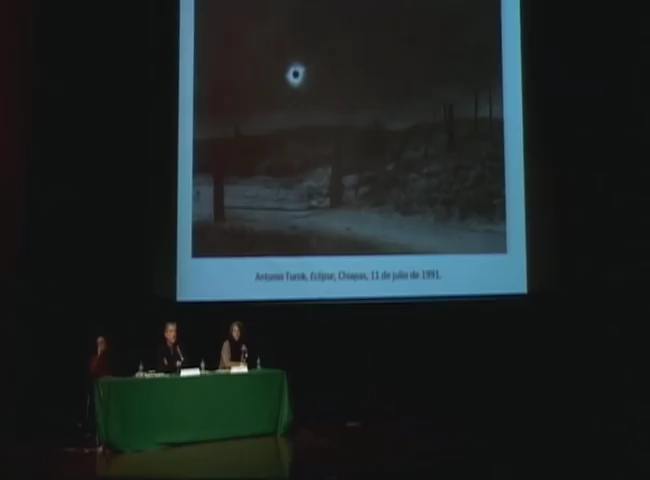 Antonio Turok, Eclipse, Chiapas, 11 de julio de 1991.